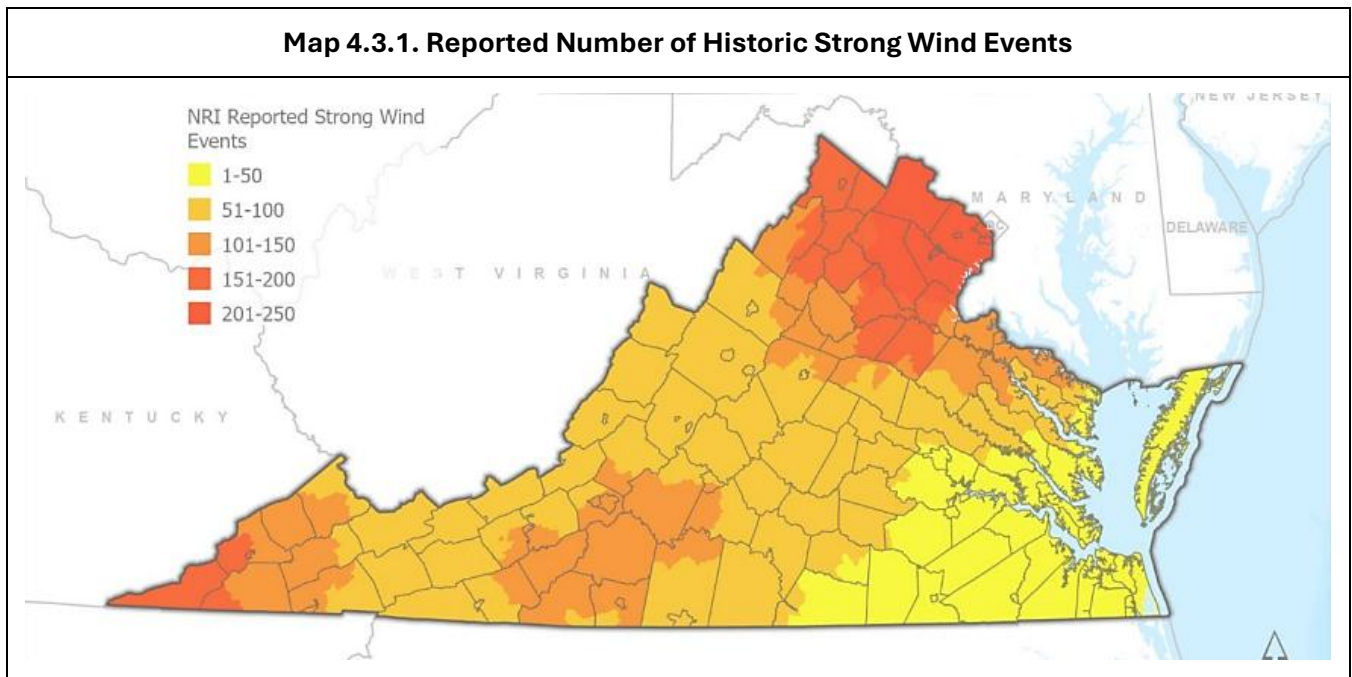 Map 4.3.1. Reported Number of Historic Strong Wind Events
NEW JERSEY
NRI Reported Strong Wind
Events
1-50
51-100
101-150
151-200
201-250
MARYLAND
DC
DELAWARE
WEST VIRGINIA
KENTUCKY